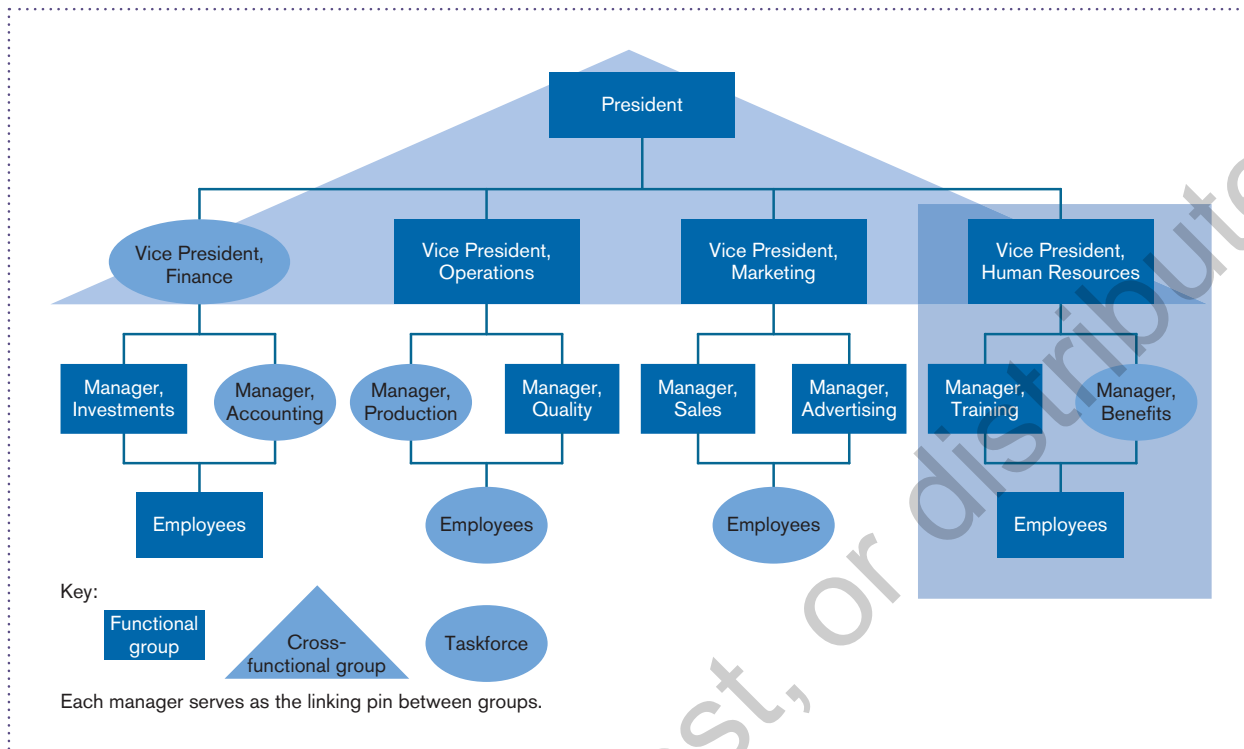 President
Vice President,
Finance
Vice President,
Operations
Vice President,
Marketing
Vice President,
Human Resources
Manager,
Investments
Manager,
Accounting
Manager,
Production
Manager,
Quality
Manager,
Sales
Manager,
Advertising
Manager,
Training
Manager,
Benefits
Employees
Employees
Employees
Employees
Key:
Functional
group
Cross-
functional group
Taskforce
Each manager serves as the linking pin between groups.
or distribute